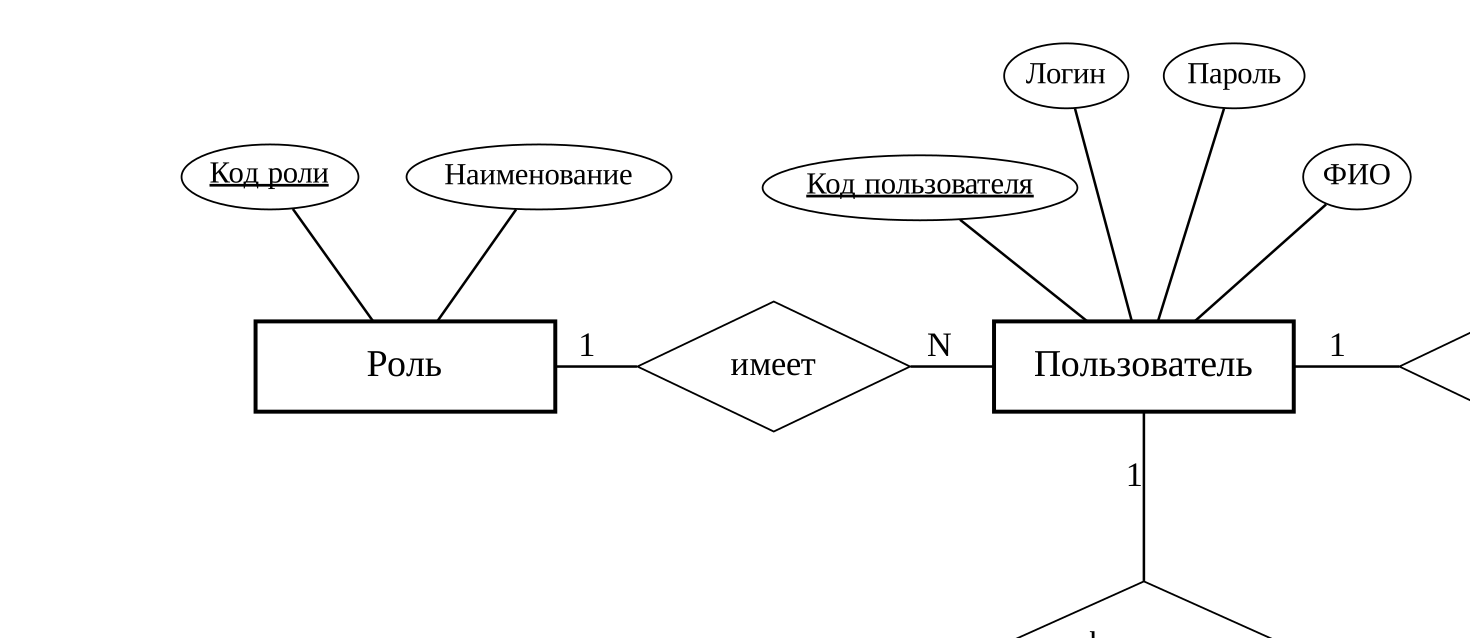 Логин
Пароль
Код роли
Наименование
Код пользователя
ФИО
Роль
1
имеет
N
Пользователь
1
1